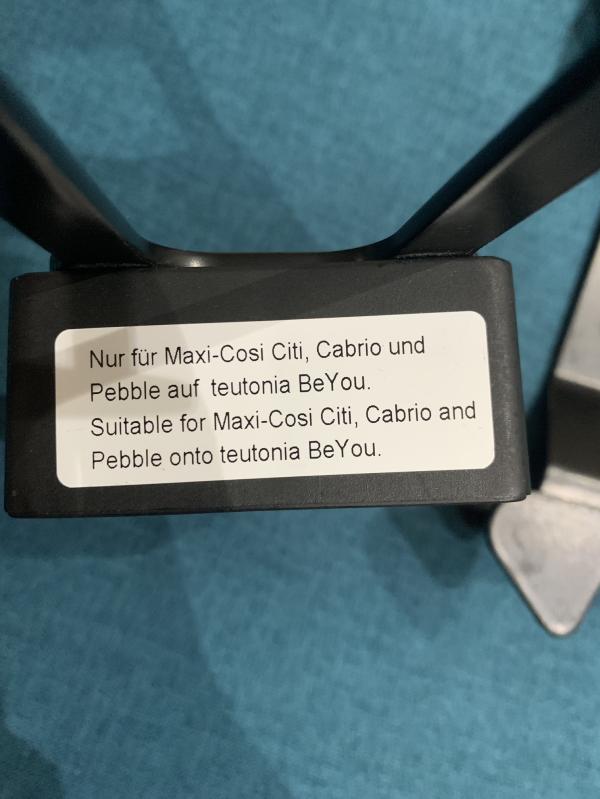 Nur für Maxi-Cosi Citi, Cabrio und
Pebble auf teutonia BeYou.
Suitable for Maxi-Cosi Citi, Cabrio and
Pebble onto teutonia BeYou.